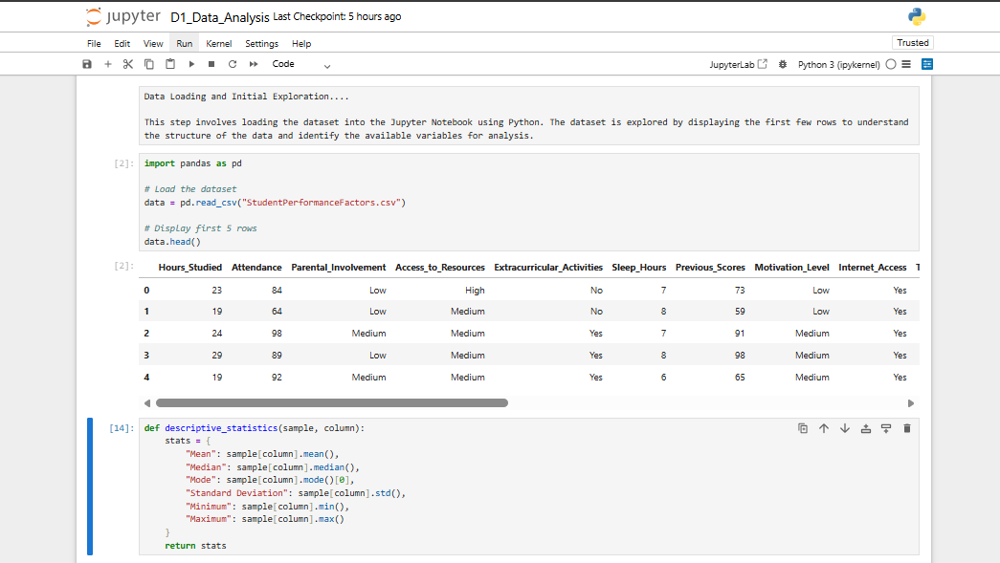 jupyter D1_Data_Analysis Last Checkpoint: 5 hours ago
File Edit View Run Kernel Settings Help Trusted
Code JupyterLab Python 3 (ipykernel)
Data Loading and Initial Exploration....
This step involves loading the dataset into the Jupyter Notebook using Python. The dataset is explored by displaying the first few rows to understand
the structure of the data and identify the available variables for analysis.
[2]: import pandas as pd
# Load the dataset
data = pd.read_csv("StudentPerformanceFactors.csv")
# Display first 5 rows
data.head()
[2]: Hours_Studied Attendance Parental_Involvement Access_to_Resources Extracurricular_Activities Sleep_Hours Previous_Scores Motivation_Level Internet_Access
0 23 84 Low High No 7 73 Low Yes
1 19 64 Low Medium No 8 59 Low Yes
2 24 98 Medium Medium Yes 7 91 Medium Yes
3 29 89 Low Medium Yes 8 98 Medium Yes
4 19 92 Medium Medium Yes 6 65 Medium Yes
[14]: def descriptive_statistics(sample, column):
stats = {
"Mean": sample[column].mean(),
"Median": sample[column].median(),
"Mode": sample[column].mode()[0],
"Standard Deviation": sample[column].std(),
"Minimum": sample[column].min(),
"Maximum": sample[column].max()
}
return stats